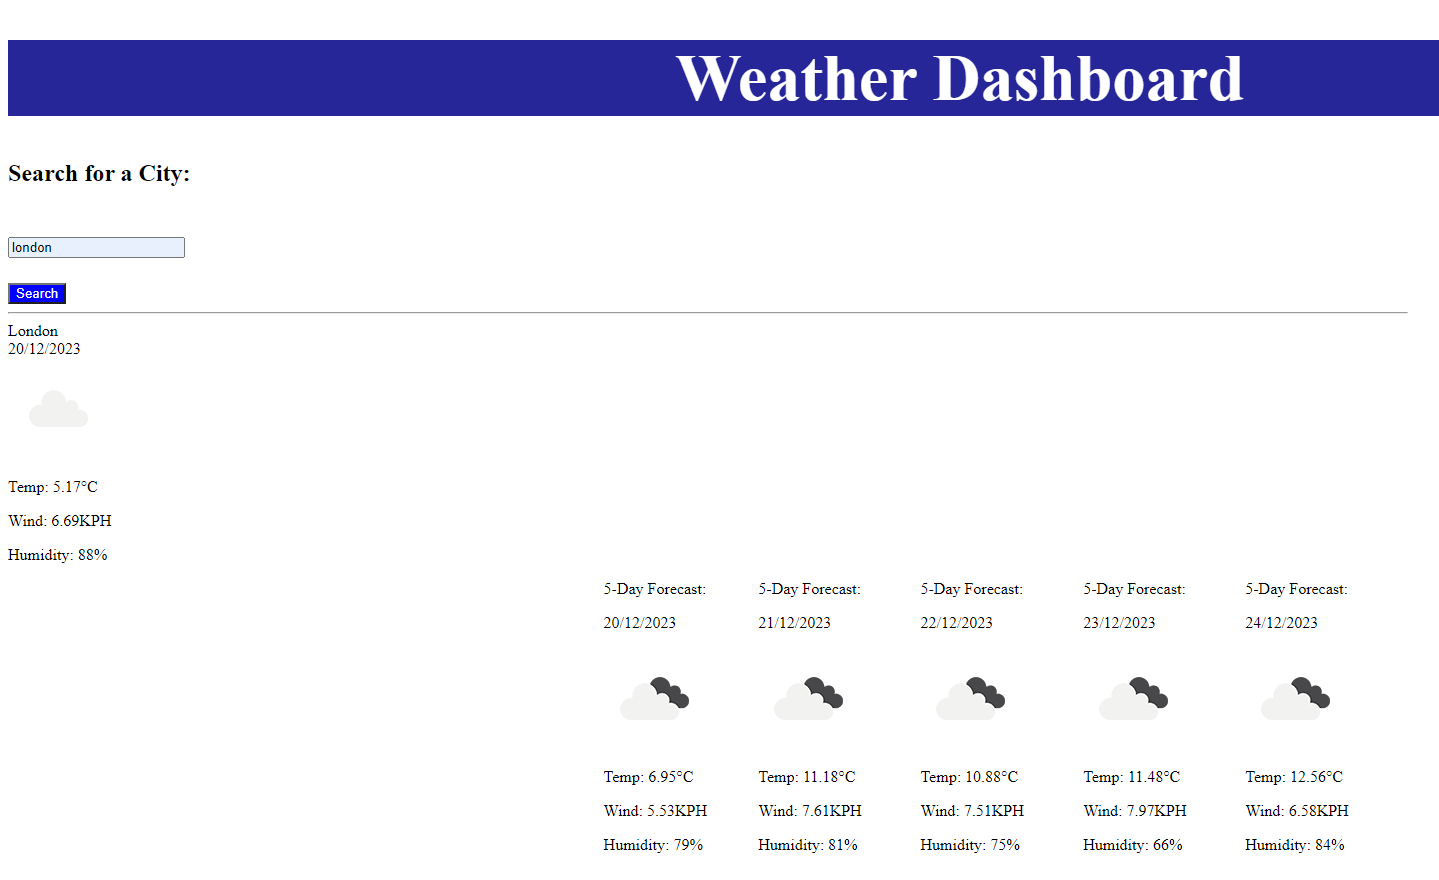 Weather Dashboard
Search for a City:
london
Search
London
20/12/2023
Temp: 5.17°C
Wind: 6.69KPH
Humidity: 88%
5-Day Forecast: 5-Day Forecast: 5-Day Forecast: 5-Day Forecast: 5-Day Forecast:
20/12/2023 21/12/2023 22/12/2023 23/12/2023 24/12/2023
Temp: 6.95°C Temp: 11.18°C Temp: 10.88°C Temp: 11.48°C Temp: 12.56°C
Wind: 5.53KPH Wind: 7.61KPH Wind: 7.51KPH Wind: 7.97KPH Wind: 6.58KPH
Humidity: 79% Humidity: 81% Humidity: 75% Humidity: 66% Humidity: 84%